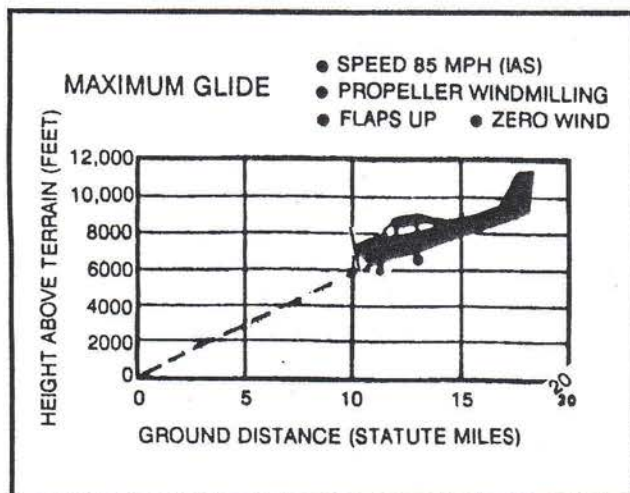 ● SPEED 85 MPH (IAS)
MAXIMUM GLIDE
● PROPELLER WINDMILLING
● FLAPS UP ● ZERO WIND
HEIGHT ABOVE TERRAIN (FEET)
12,000
10,000
8000
6000
4000
2000
0
0 5 10 15 20
20
GROUND DISTANCE (STATUTE MILES)